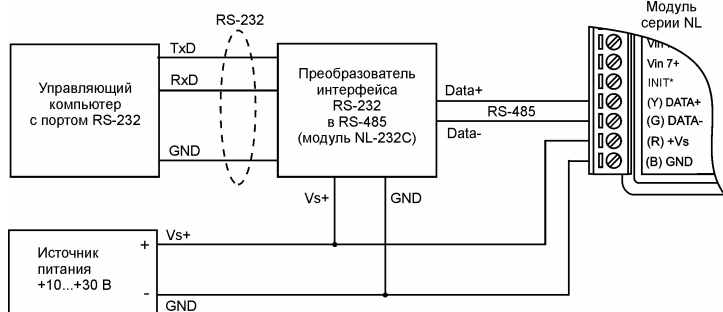 RS-232
Модуль
серии NL
TxD
RxD
GND
Управляющий
компьютер
с портом RS-232
Преобразователь
интерфейса
RS-232
в RS-485
(модуль NL-232C)
Data+
RS-485
Data-
Vin 7+
INIT*
(Y) DATA+
(G) DATA-
(R) +Vs
(B) GND
Vs+
GND
Источник
питания
+10...+30 В
+
-
Vs+
GND